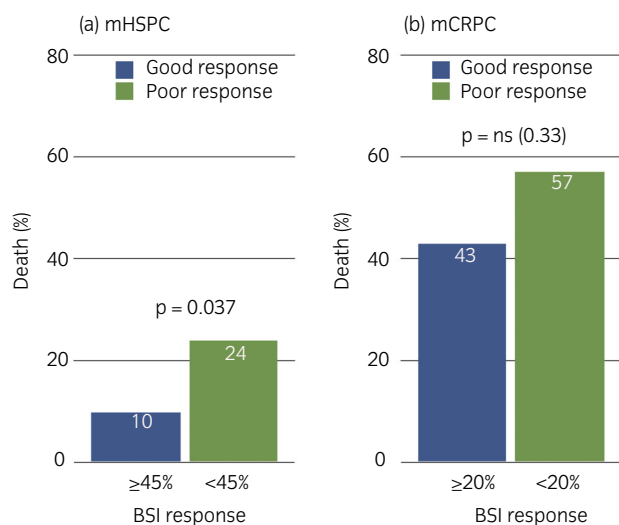 (a) mHSPC
80
Good response
Poor response
60
Death (%)
40
p = 0.037
24
20
10
0
≥45%
<45%
BSI response
(b) mCRPC
80
Good response
Poor response
p = ns (0.33)
60
57
Death (%)
43
40
20
0
≥20%
<20%
BSI response